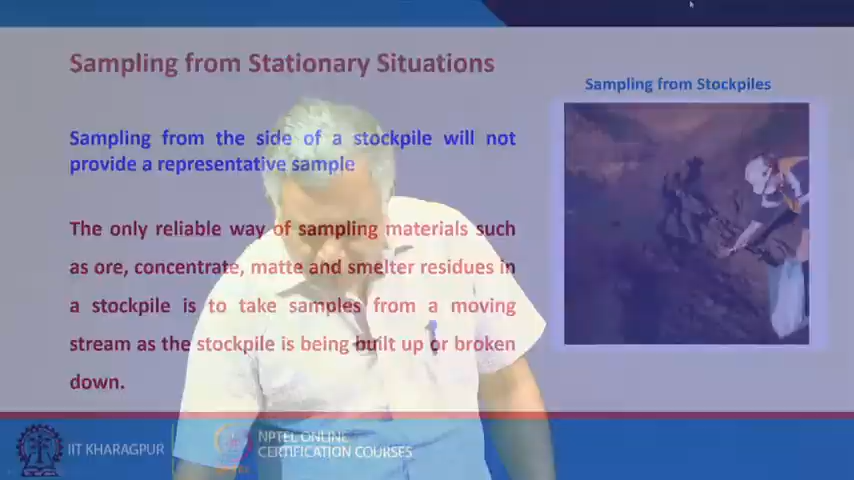 Sampling from Stationary Situations
Sampling from Stockpiles
Sampling from the side of a stockpile will not
provide a representative sample
The only reliable way of sampling materials such
as ore, concentrate, matte and smelter residues in
a stockpile is to take samples from a moving
stream as the stockpile is being built up or broken
down.
IIT KHARAGPUR
NPTEL ONLINE
CERTIFICATION COURSES